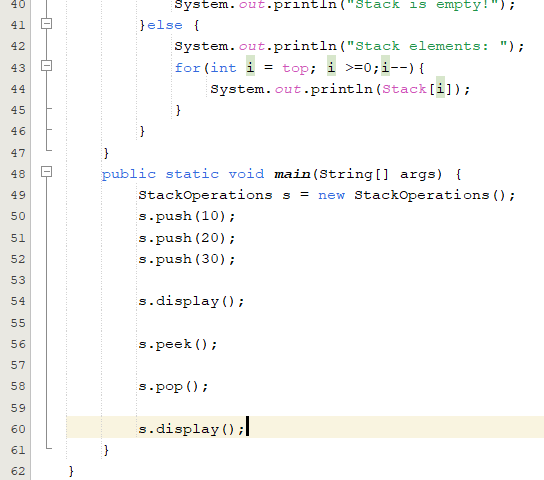 40 System.out.println("Stack is empty!");
41 }else {
42 System.out.println("Stack elements: ");
43 for(int i = top; i >=0;i--){
44 System.out.println(Stack[i]);
45 }
46 }
47 }
48 public static void main(String[] args) {
49 StackOperations s = new StackOperations();
50 s.push(10);
51 s.push(20);
52 s.push(30);
53
54 s.display();
55
56 s.peek();
57
58 s.pop();
59
60 s.display();
61 }
62 }